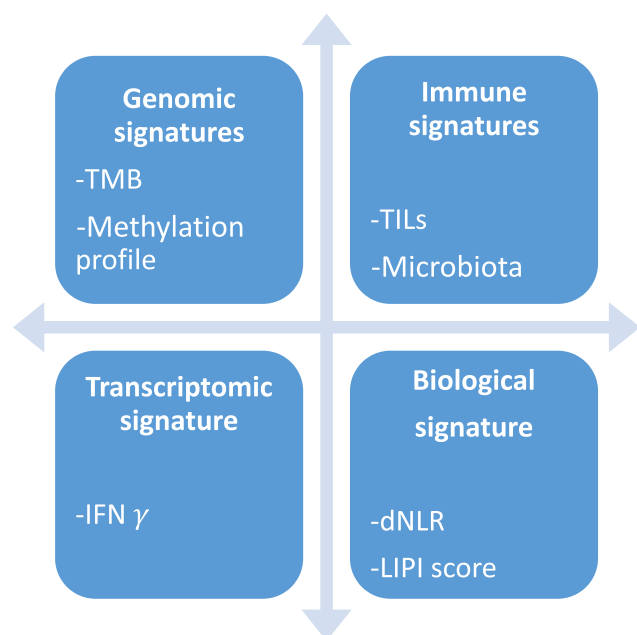 Genomic
signatures
-TMB
-Methylation
profile
Immune
signatures
-TILs
-Microbiota
Transcriptomic
signature
-IFN γ
Biological
signature
-dNLR
-LIPI score